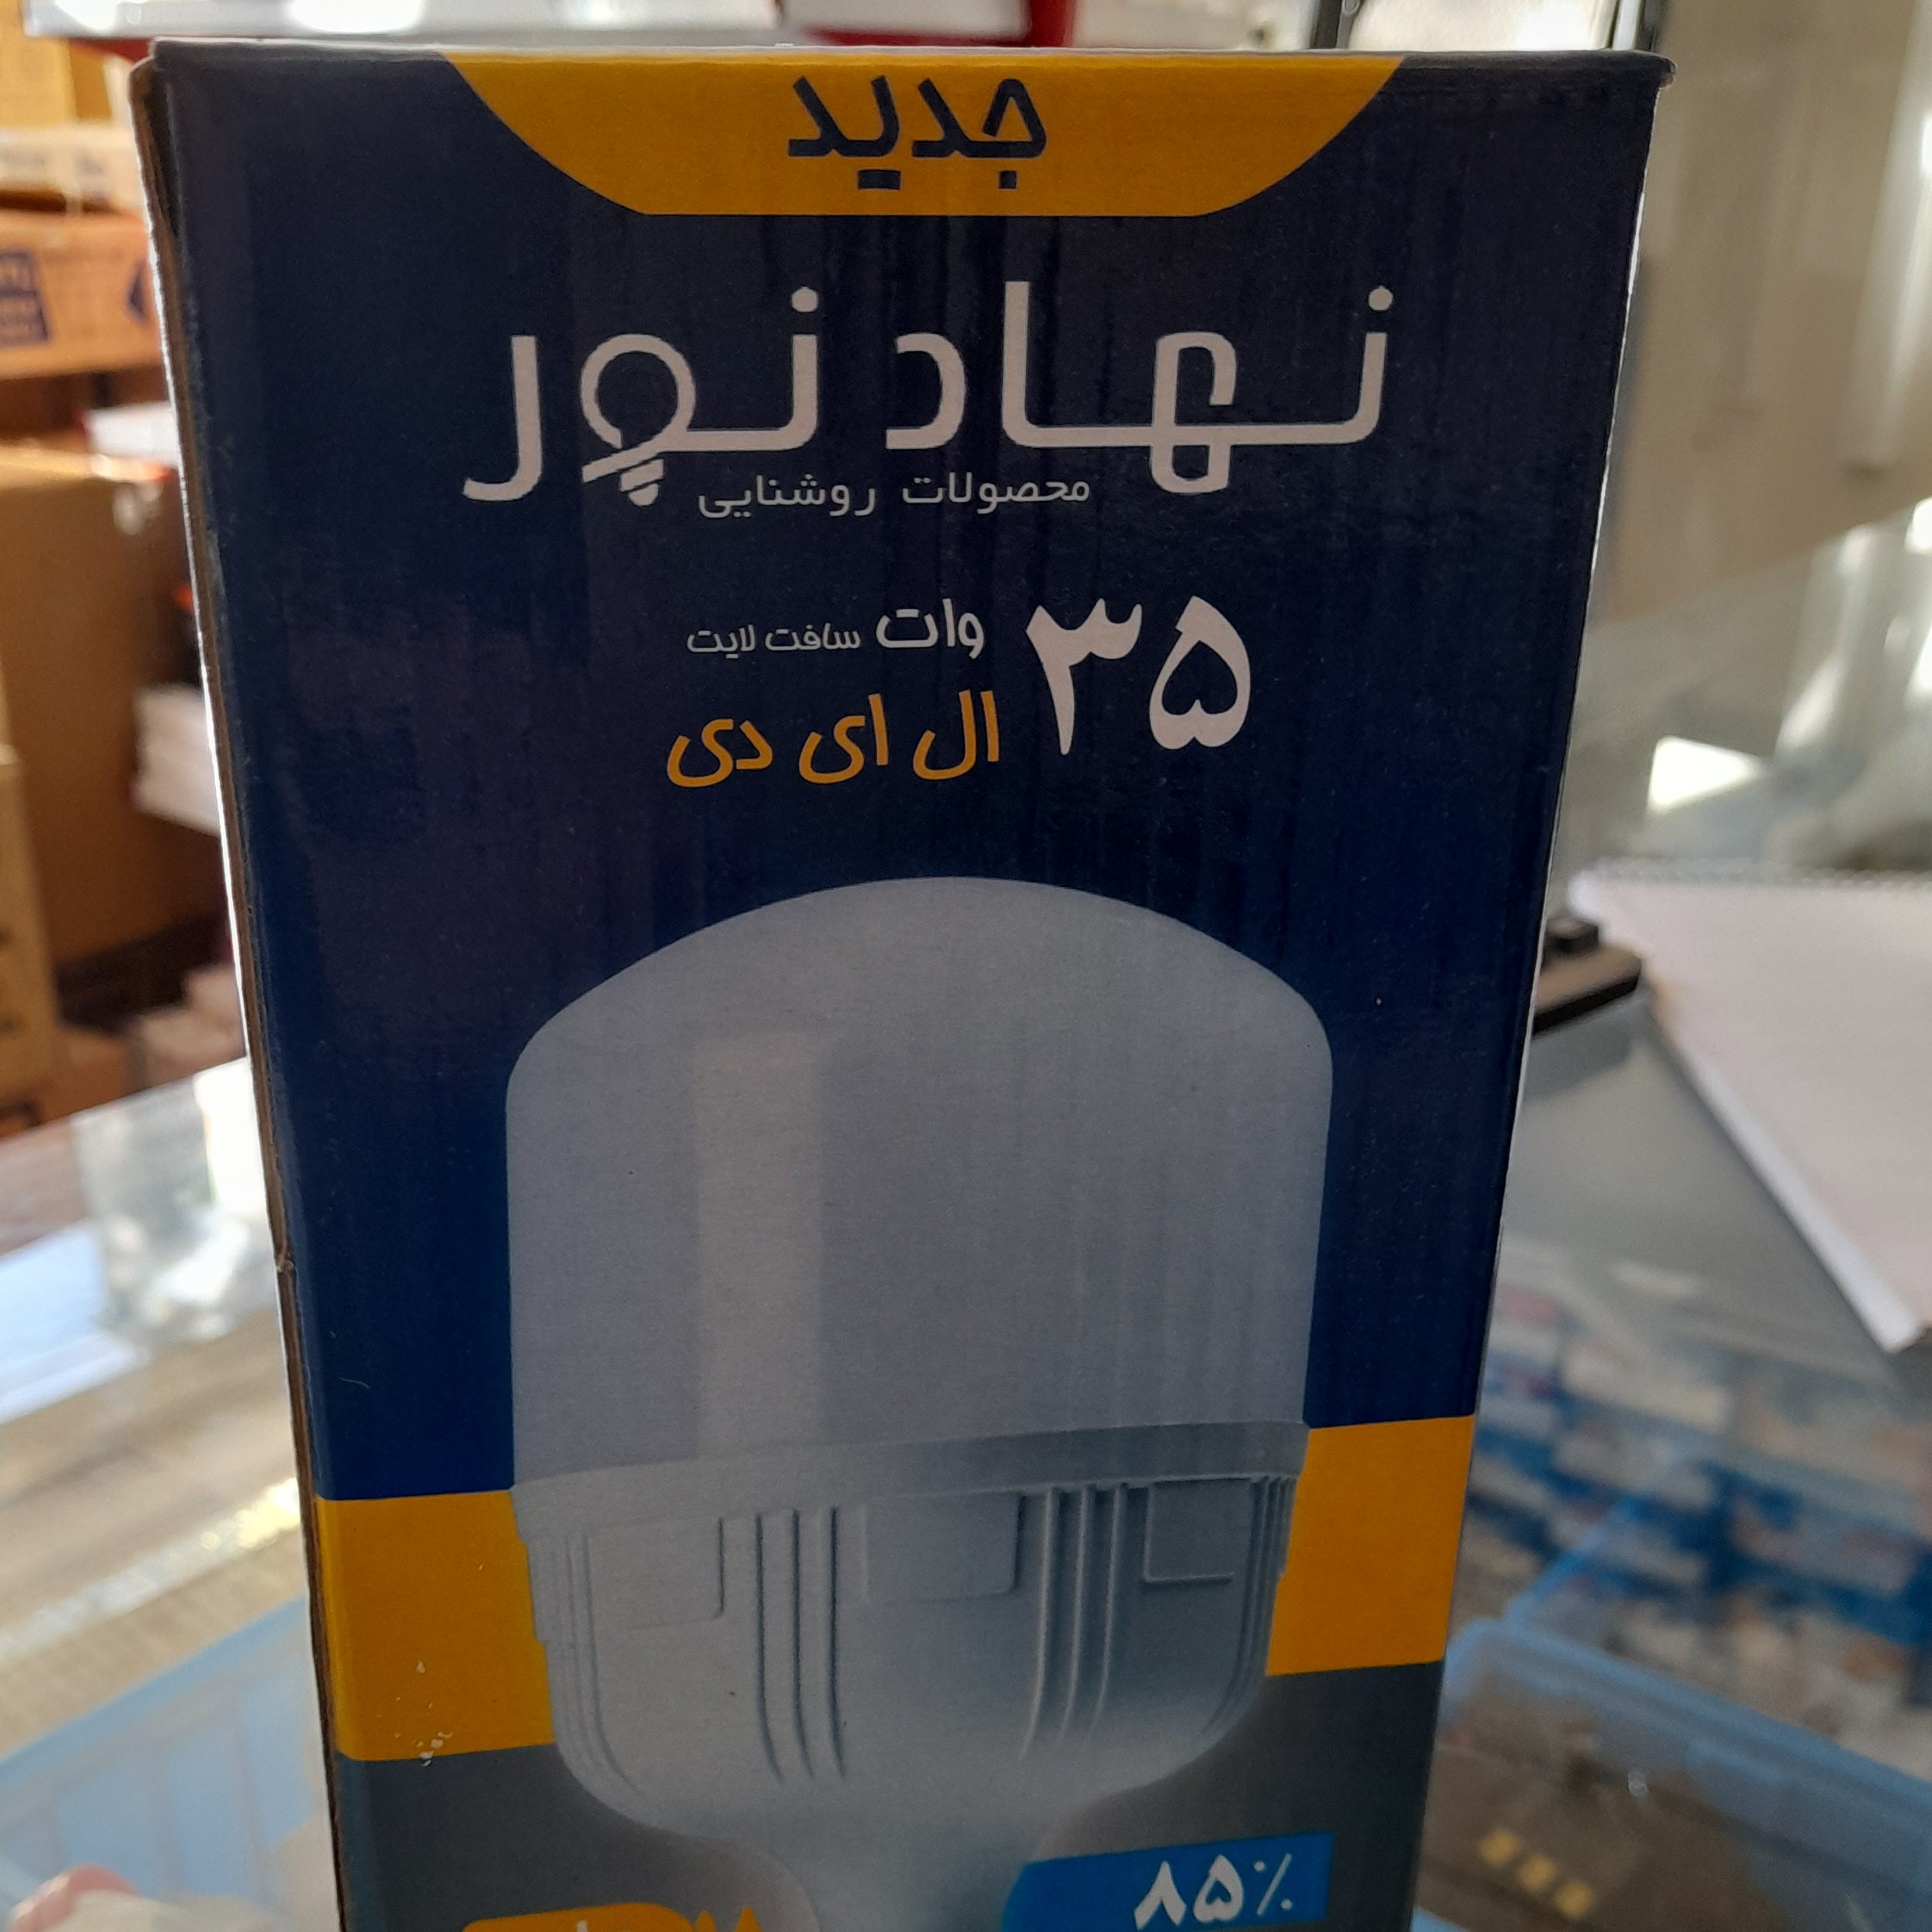 جدید
نهاد نور
محصولات روشنایی
۳۵ وات سافت لایت
ال ای دی
۸۵٪